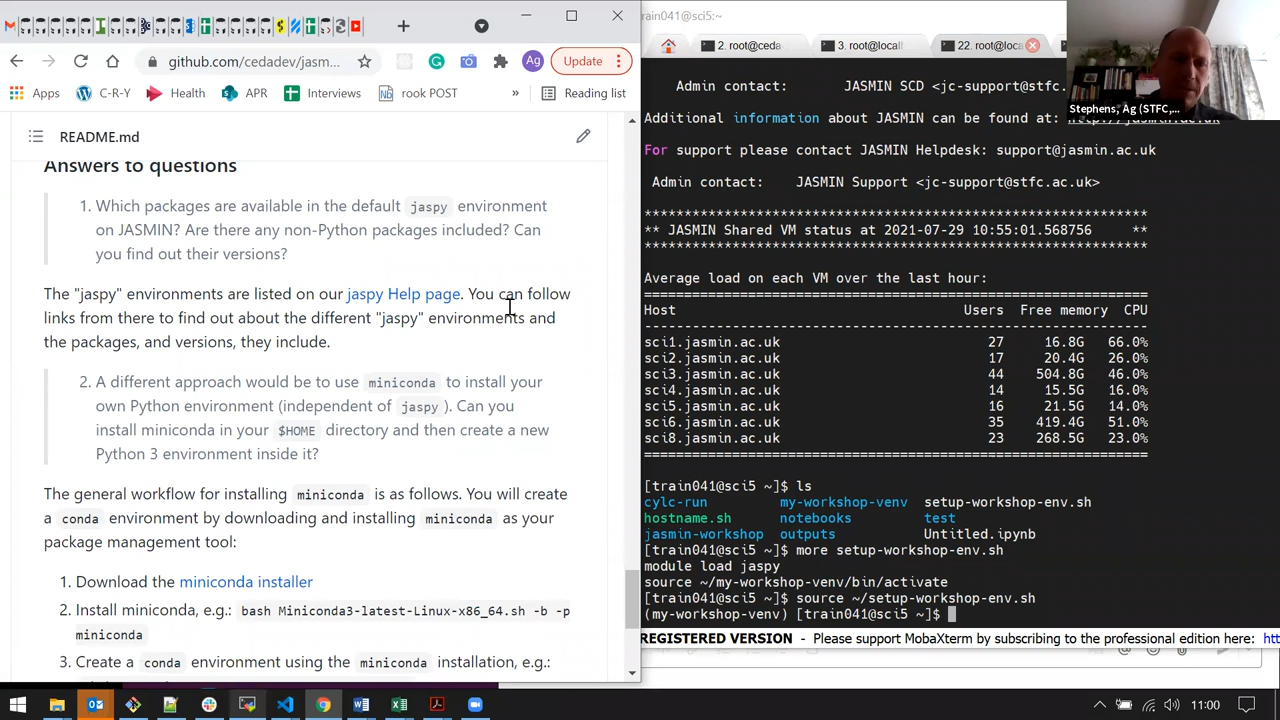 github.com/cedadev/jasm...
Ag
Update
Apps
C-R-Y
Health
APR
Interviews
rook POST
»
Reading list
README.md
Answers to questions
1. Which packages are available in the default jaspy environment
on JASMIN? Are there any non-Python packages included? Can
you find out their versions?
The "jaspy" environments are listed on our jaspy Help page. You can follow
links from there to find out about the different "jaspy" environments and
the packages, and versions, they include.
2. A different approach would be to use miniconda to install your
own Python environment (independent of jaspy ). Can you
install miniconda in your $HOME directory and then create a new
Python 3 environment inside it?
The general workflow for installing miniconda is as follows. You will create
a conda environment by downloading and installing miniconda as your
package management tool:
1. Download the miniconda installer
2. Install miniconda, e.g.: bash Miniconda3-latest-Linux-x86_64.sh -b -p
miniconda
3. Create a conda environment using the miniconda installation, e.g.:
train041@sci5:~
2. root@ceda
3. root@locall
22. root@loca
Stephens, Ag (STFC,...
Admin contact: JASMIN SCD <jc-support@stfc.
Additional information about JASMIN can be found at: http://jasmin.ac.uk
For support please contact JASMIN Helpdesk: support@jasmin.ac.uk
Admin contact: JASMIN Support <jc-support@stfc.ac.uk>
****************************************************************
** JASMIN Shared VM status at 2021-07-29 10:55:01.568756 **
****************************************************************
Average load on each VM over the last hour:
================================================================
Host Users Free memory CPU
----------------------------------------------------------------
sci1.jasmin.ac.uk 27 16.8G 66.0%
sci2.jasmin.ac.uk 17 20.4G 26.0%
sci3.jasmin.ac.uk 44 504.8G 46.0%
sci4.jasmin.ac.uk 14 15.5G 16.0%
sci5.jasmin.ac.uk 16 21.5G 14.0%
sci6.jasmin.ac.uk 35 419.4G 51.0%
sci8.jasmin.ac.uk 23 268.5G 23.0%
================================================================
[train041@sci5 ~]$ ls
cylc-run my-workshop-venv setup-workshop-env.sh
hostname.sh notebooks test
jasmin-workshop outputs Untitled.ipynb
[train041@sci5 ~]$ more setup-workshop-env.sh
module load jaspy
source ~/my-workshop-venv/bin/activate
[train041@sci5 ~]$ source ~/setup-workshop-env.sh
(my-workshop-venv) [train041@sci5 ~]$
REGISTERED VERSION - Please support MobaXterm by subscribing to the professional edition here: htt
11:00